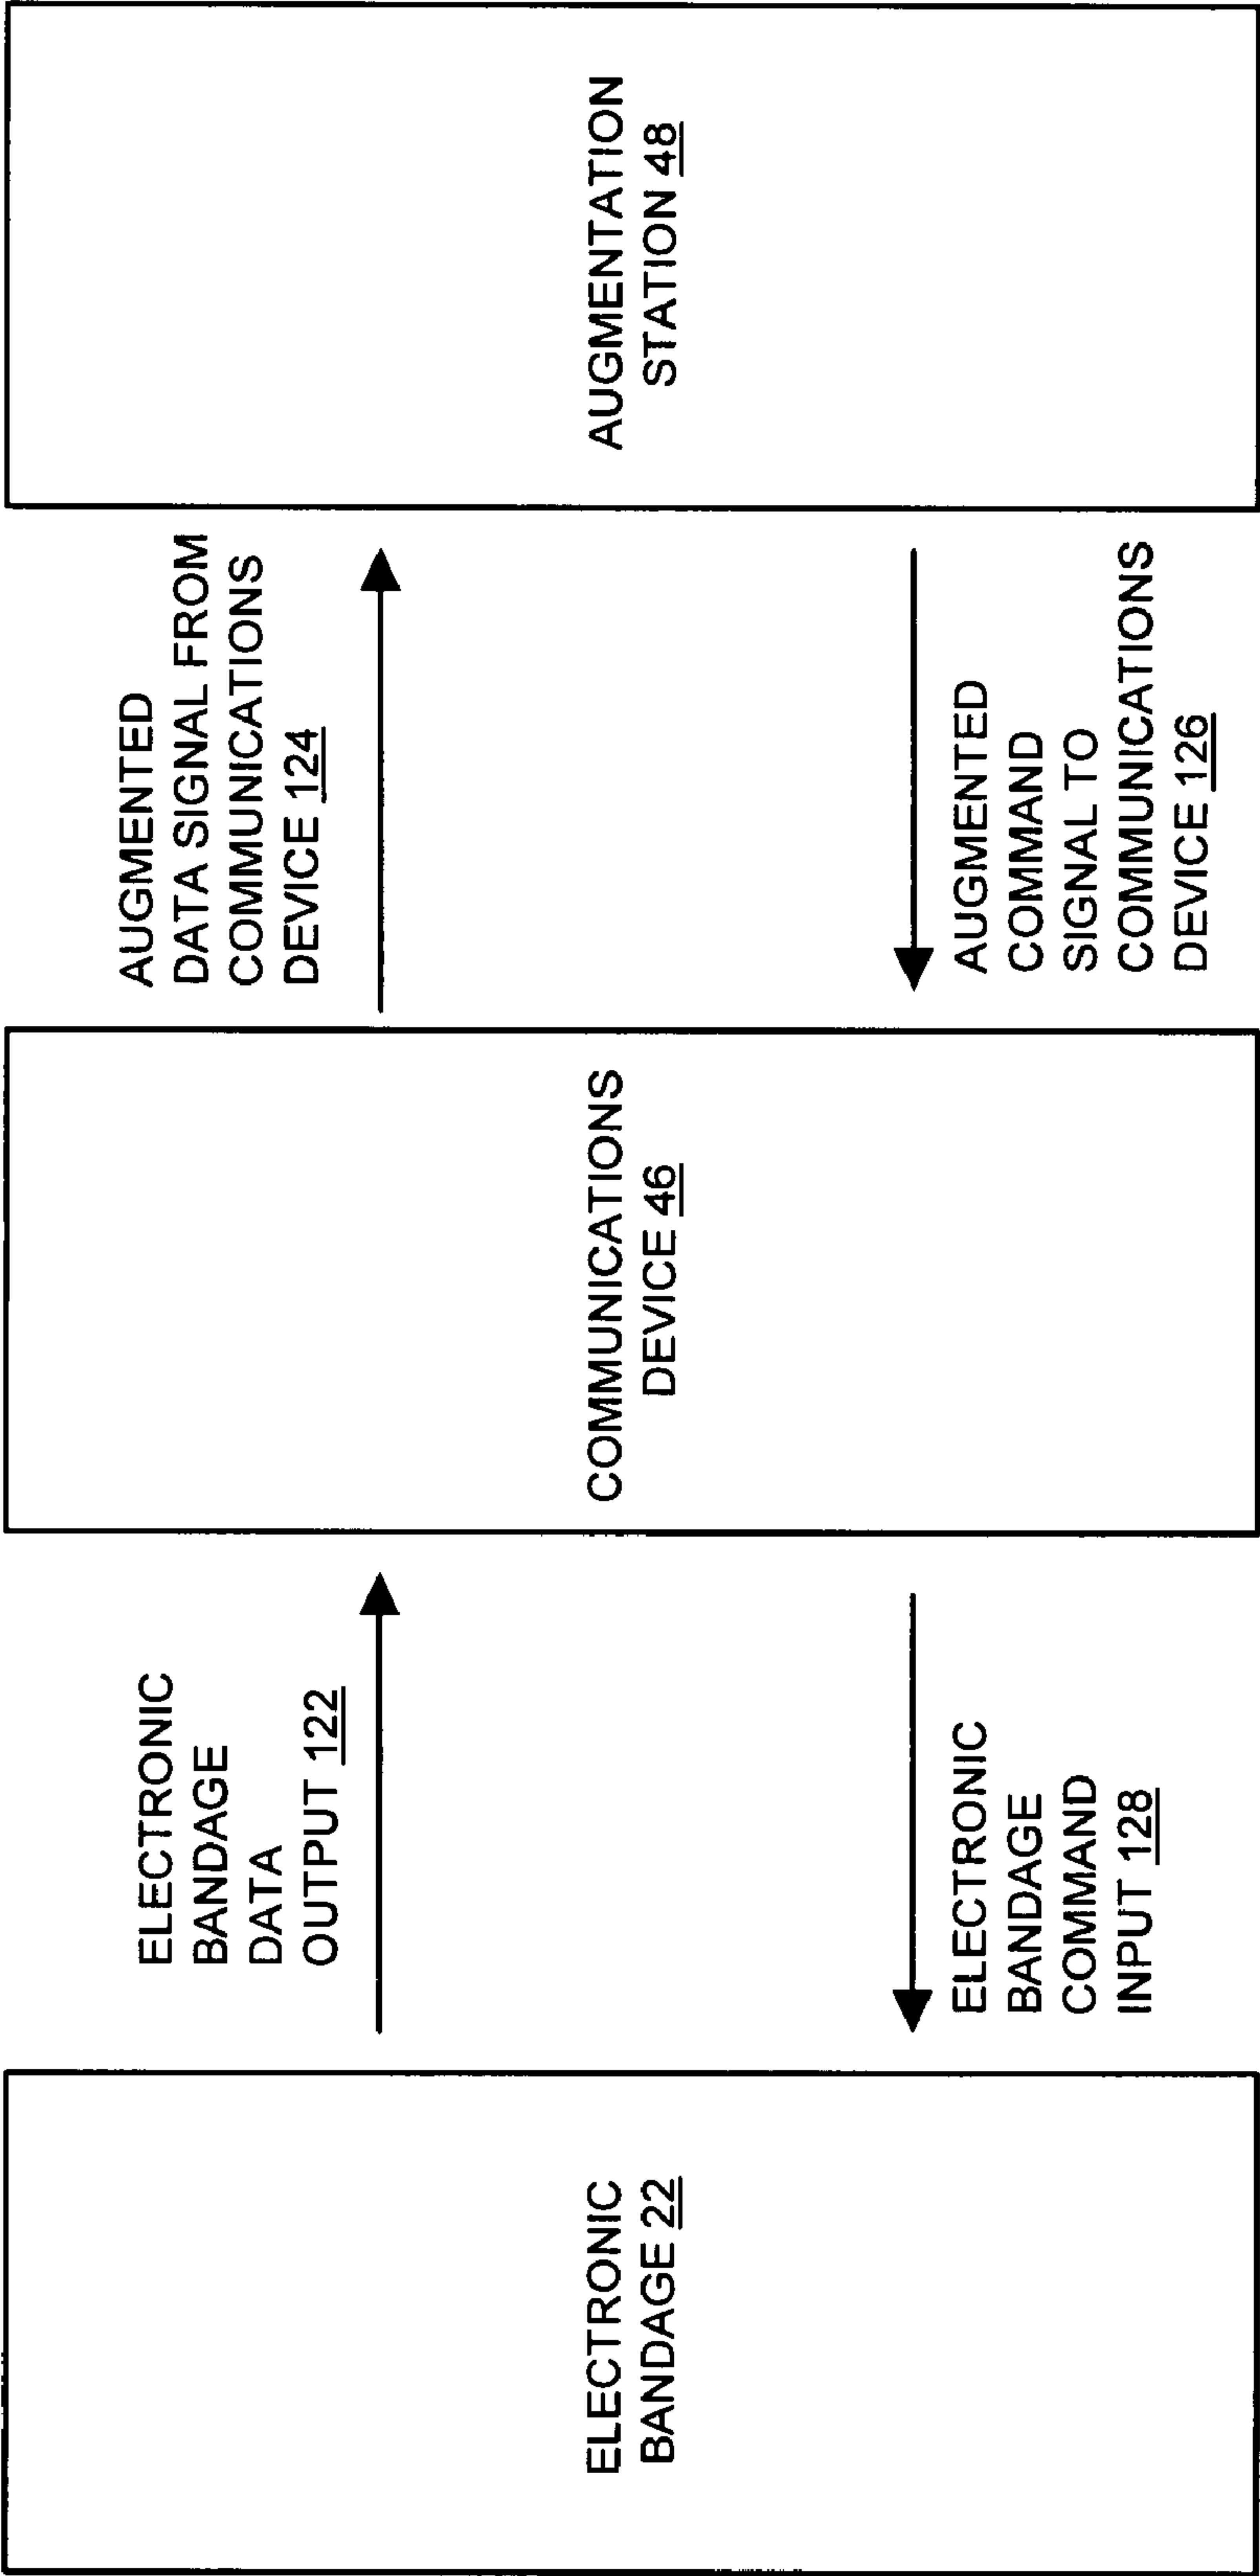 ELECTRONIC
BANDAGE 22
ELECTRONIC
BANDAGE
DATA
OUTPUT 122
ELECTRONIC
BANDAGE
COMMAND
INPUT 128
COMMUNICATIONS
DEVICE 46
AUGMENTED
DATA SIGNAL FROM
COMMUNICATIONS
DEVICE 124
AUGMENTED
COMMAND
SIGNAL TO
COMMUNICATIONS
DEVICE 126
AUGMENTATION
STATION 48